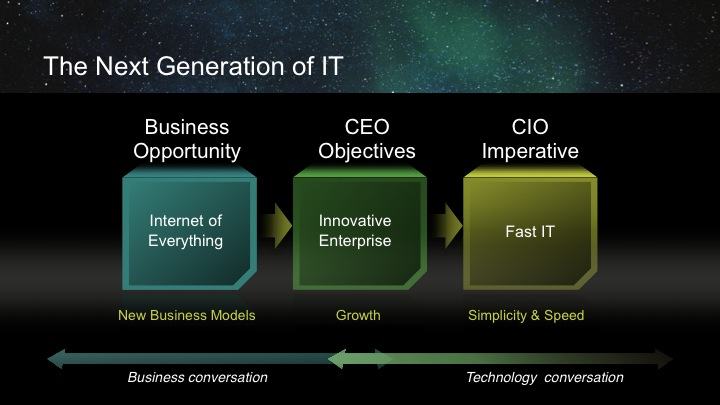 The Next Generation of IT
Business
Opportunity
CEO
Objectives
CIO
Imperative
Internet of
Everything
Innovative
Enterprise
Fast IT
New Business Models
Growth
Simplicity & Speed
Business conversation
Technology  conversation